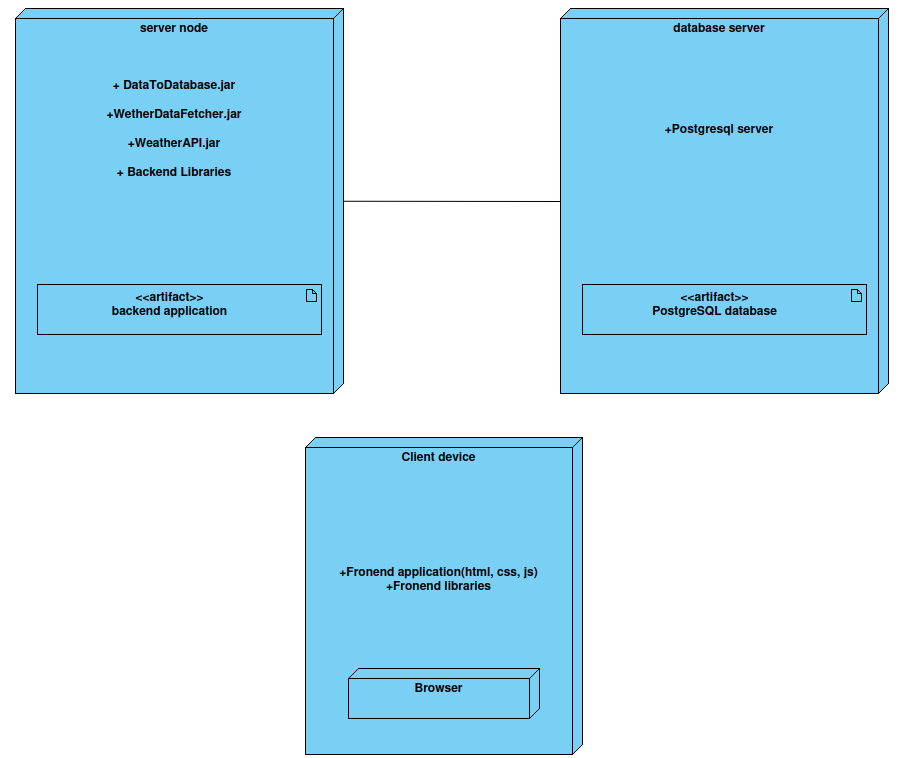 server node
+ DataToDatabase.jar
+WetherDataFetcher.jar
+WeatherAPI.jar
+ Backend Libraries
<<artifact>>
backend application
database server
+Postgresql server
<<artifact>>
PostgreSQL database
Client device
+Fronend application(html, css, js)
+Fronend libraries
Browser